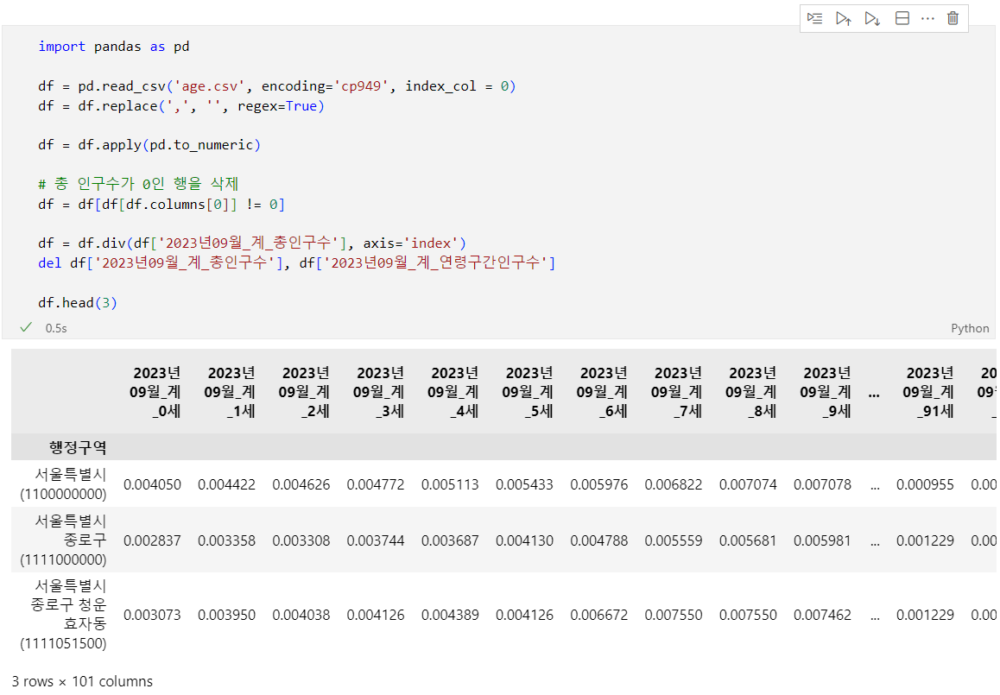 import pandas as pd
df = pd.read_csv('age.csv', encoding='cp949', index_col = 0)
df = df.replace(',', '', regex=True)
df = df.apply(pd.to_numeric)
# 총 인구수가 0인 행을 삭제
df = df[df[df.columns[0]] != 0]
df = df.div(df['2023년09월_계_총인구수'], axis='index')
del df['2023년09월_계_총인구수'], df['2023년09월_계_연령구간인구수']
df.head(3)
0.5s Python
2023년 2023년 2023년 2023년 2023년 2023년 2023년 2023년 2023년 2023년 2023년 20
09월_계 09월_계 09월_계 09월_계 09월_계 09월_계 09월_계 09월_계 09월_계 09월_계 ... 09월_계
_0세 _1세 _2세 _3세 _4세 _5세 _6세 _7세 _8세 _9세 _91세
행정구역
서울특별시
(1100000000) 0.004050 0.004422 0.004626 0.004772 0.005113 0.005433 0.005976 0.006822 0.007074 0.007078 ... 0.000955 0.00
서울특별시
종로구 0.002837 0.003358 0.003308 0.003744 0.003687 0.004130 0.004788 0.005559 0.005681 0.005981 ... 0.001229 0.00
(1111000000)
서울특별시
종로구 청운
효자동 0.003073 0.003950 0.004038 0.004126 0.004389 0.004126 0.006672 0.007550 0.007550 0.007462 ... 0.001229 0.00
(1111051500)
3 rows × 101 columns